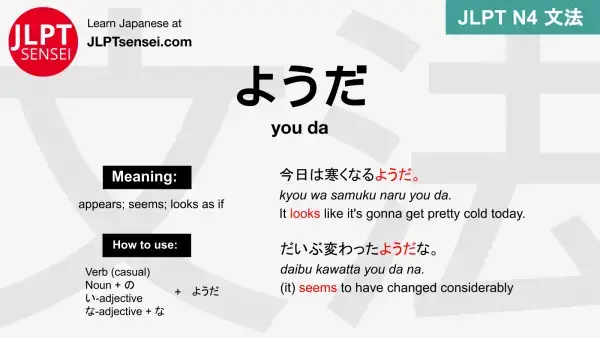 JLPT
SENSEI
Learn Japanese at
JLPTsensei.com
JLPT N4 文法
ようだ
you da
Meaning:
appears; seems; looks as if
How to use:
Verb (casual)
Noun + の
い-adjective
な-adjective + な
+ ようだ
今日は寒くなるようだ。
kyou wa samuku naru you da.
It looks like it's gonna get pretty cold today.
だいぶ変わったようだな。
daibu kawatta you da na.
(it) seems to have changed considerably
文法